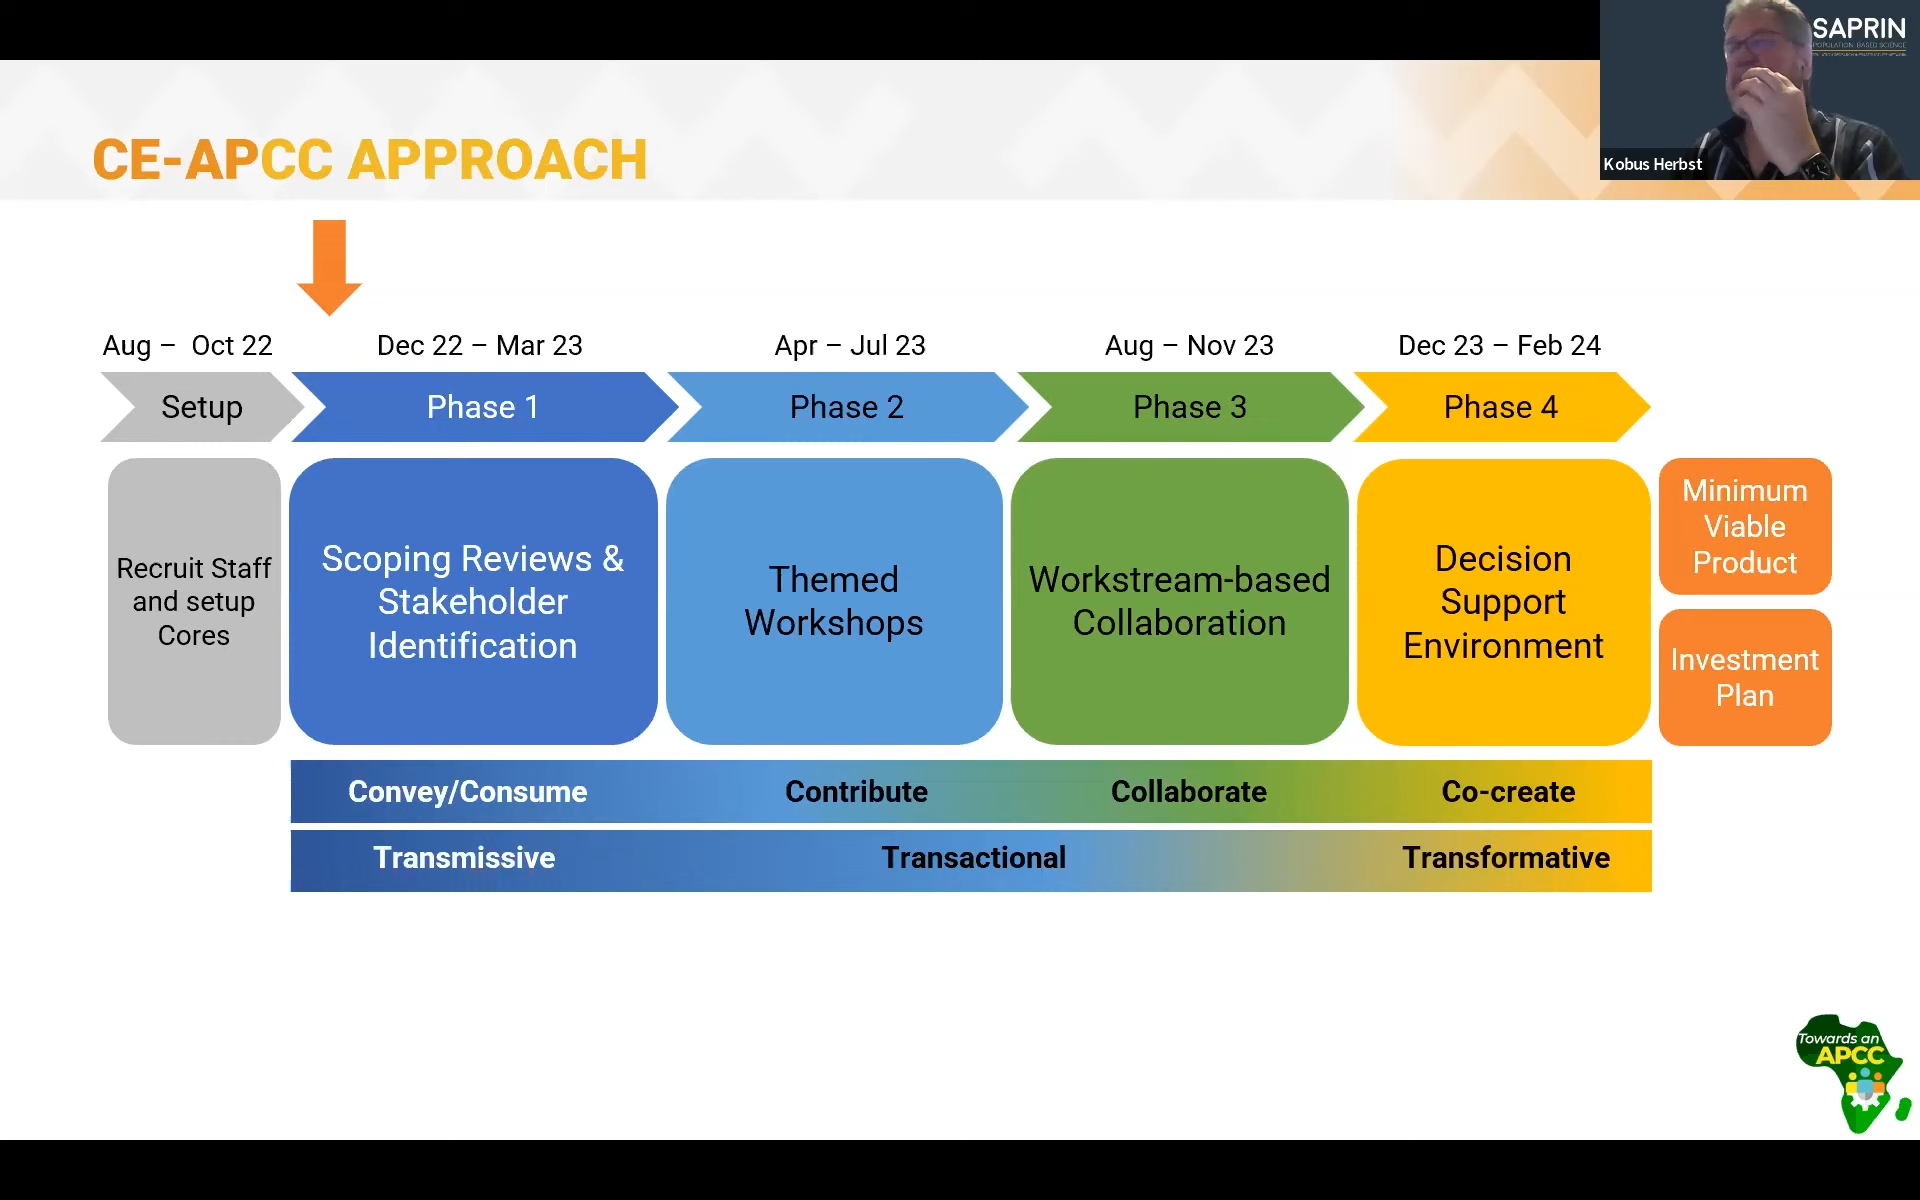 SAPRIN
POPULATION BASED SCIENCE
Kobus Herbst
CE-APCC APPROACH
Aug – Oct 22
Dec 22 – Mar 23
Apr – Jul 23
Aug – Nov 23
Dec 23 – Feb 24
Setup
Phase 1
Phase 2
Phase 3
Phase 4
Recruit Staff
and setup
Cores
Scoping Reviews &
Stakeholder
Identification
Themed
Workshops
Workstream-based
Collaboration
Decision
Support
Environment
Minimum
Viable
Product
Investment
Plan
Convey/Consume
Contribute
Collaborate
Co-create
Transmissive
Transactional
Transformative
Towards an
APCC